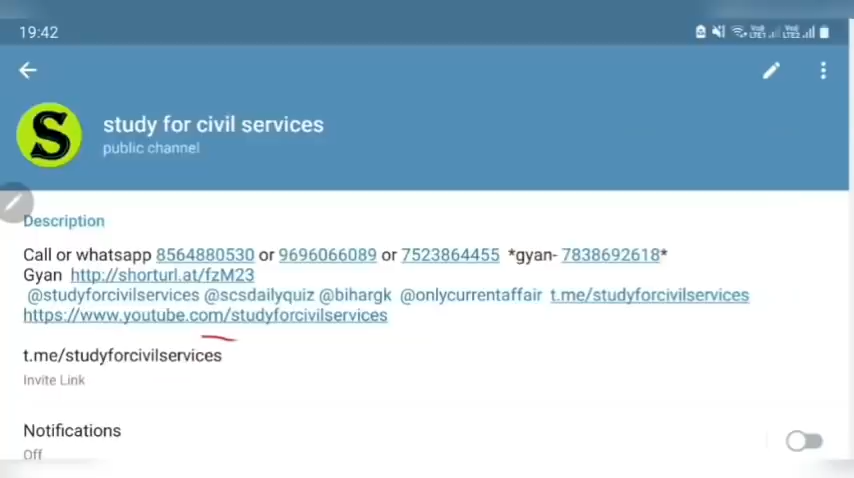 19:42
S
study for civil services
public channel
Description
Call or whatsapp 8564880530 or 9696066089 or 7523864455 *gyan- 7838692618*
Gyan http://shorturl.at/fzM23
@studyforcivilservices @scsdailyquiz @bihargk @onlycurrentaffair t.me/studyforcivilservices
https://www.youtube.com/studyforcivilservices
t.me/studyforcivilservices
Invite Link
Notifications
Off